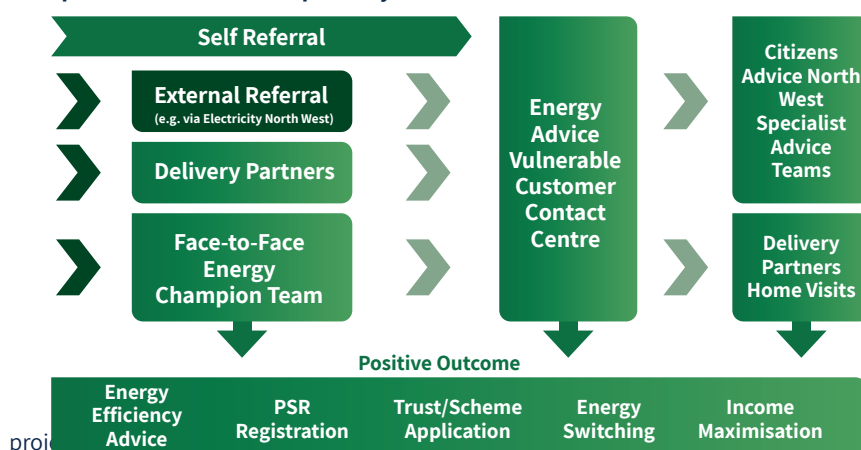 Self Referral
External Referral
(e.g. via Electricity North West)
Delivery Partners
Face-to-Face
Energy
Champion Team
Energy
Advice
Vulnerable
Customer
Contact
Centre
Citizens
Advice North
West
Specialist
Advice
Teams
Delivery
Partners
Home Visits
Positive Outcome
Energy
Efficiency
Advice
PSR
Registration
Trust/Scheme
Application
Energy
Switching
Income
Maximisation